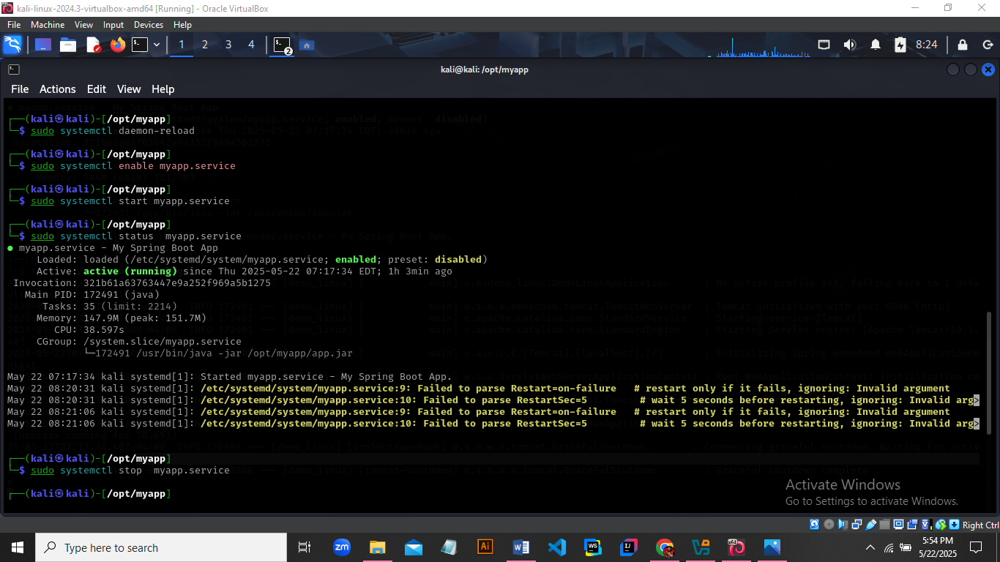 kali-linux-2024.3-virtualbox-amd64 [Running] - Oracle VirtualBox
File Machine View Input Devices Help
1 2 3 4 2 8:24
kali@kali: /opt/myapp
File Actions Edit View Help
┌──(kali㉿kali)-[/opt/myapp]
└─$ sudo systemctl daemon-reload
┌──(kali㉿kali)-[/opt/myapp]
└─$ sudo systemctl enable myapp.service
┌──(kali㉿kali)-[/opt/myapp]
└─$ sudo systemctl start myapp.service
┌──(kali㉿kali)-[/opt/myapp]
└─$ sudo systemctl status  myapp.service
● myapp.service - My Spring Boot App
Loaded: loaded (/etc/systemd/system/myapp.service; enabled; preset: disabled)
Active: active (running) since Thu 2025-05-22 07:17:34 EDT; 1h 3min ago
Invocation: 321b61a63763447e9a252f969a5b1275
Main PID: 172491 (java)
Tasks: 35 (limit: 2214)
Memory: 147.9M (peak: 151.7M)
CPU: 38.597s
CGroup: /system.slice/myapp.service
└─172491 /usr/bin/java -jar /opt/myapp/app.jar
May 22 07:17:34 kali systemd[1]: Started myapp.service - My Spring Boot App.
May 22 08:20:31 kali systemd[1]: /etc/systemd/system/myapp.service:9: Failed to parse Restart=on-failure   # restart only if it fails, ignoring: Invalid argument
May 22 08:20:31 kali systemd[1]: /etc/systemd/system/myapp.service:10: Failed to parse RestartSec=5         # wait 5 seconds before restarting, ignoring: Invalid arg>
May 22 08:21:06 kali systemd[1]: /etc/systemd/system/myapp.service:9: Failed to parse Restart=on-failure   # restart only if it fails, ignoring: Invalid argument
May 22 08:21:06 kali systemd[1]: /etc/systemd/system/myapp.service:10: Failed to parse RestartSec=5         # wait 5 seconds before restarting, ignoring: Invalid arg>
┌──(kali㉿kali)-[/opt/myapp]
└─$ sudo systemctl stop  myapp.service
┌──(kali㉿kali)-[/opt/myapp]
Activate Windows
Go to Settings to activate Windows.
Right Ctrl
Type here to search
zm
Ai
W
WS
IJ
x64
5:54 PM
5/22/2025